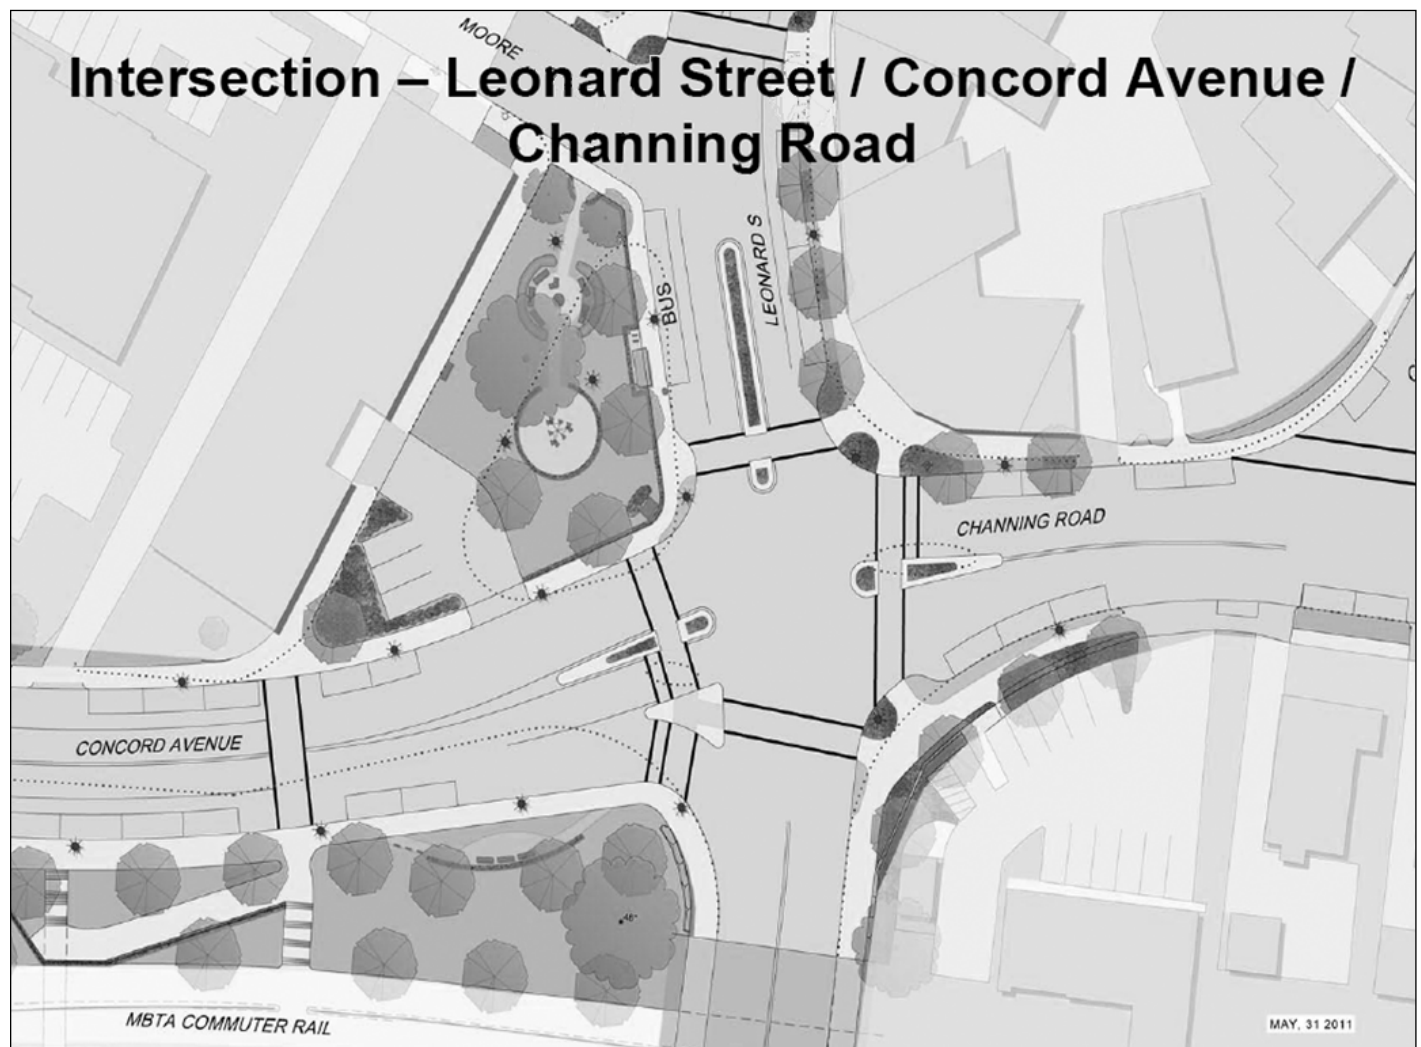 MOORE
Intersection – Leonard Street / Concord Avenue /
Channing Road
LEONARD S
BUS
CHANNING ROAD
CONCORD AVENUE
48"
MBTA COMMUTER RAIL
MAY, 31 2011